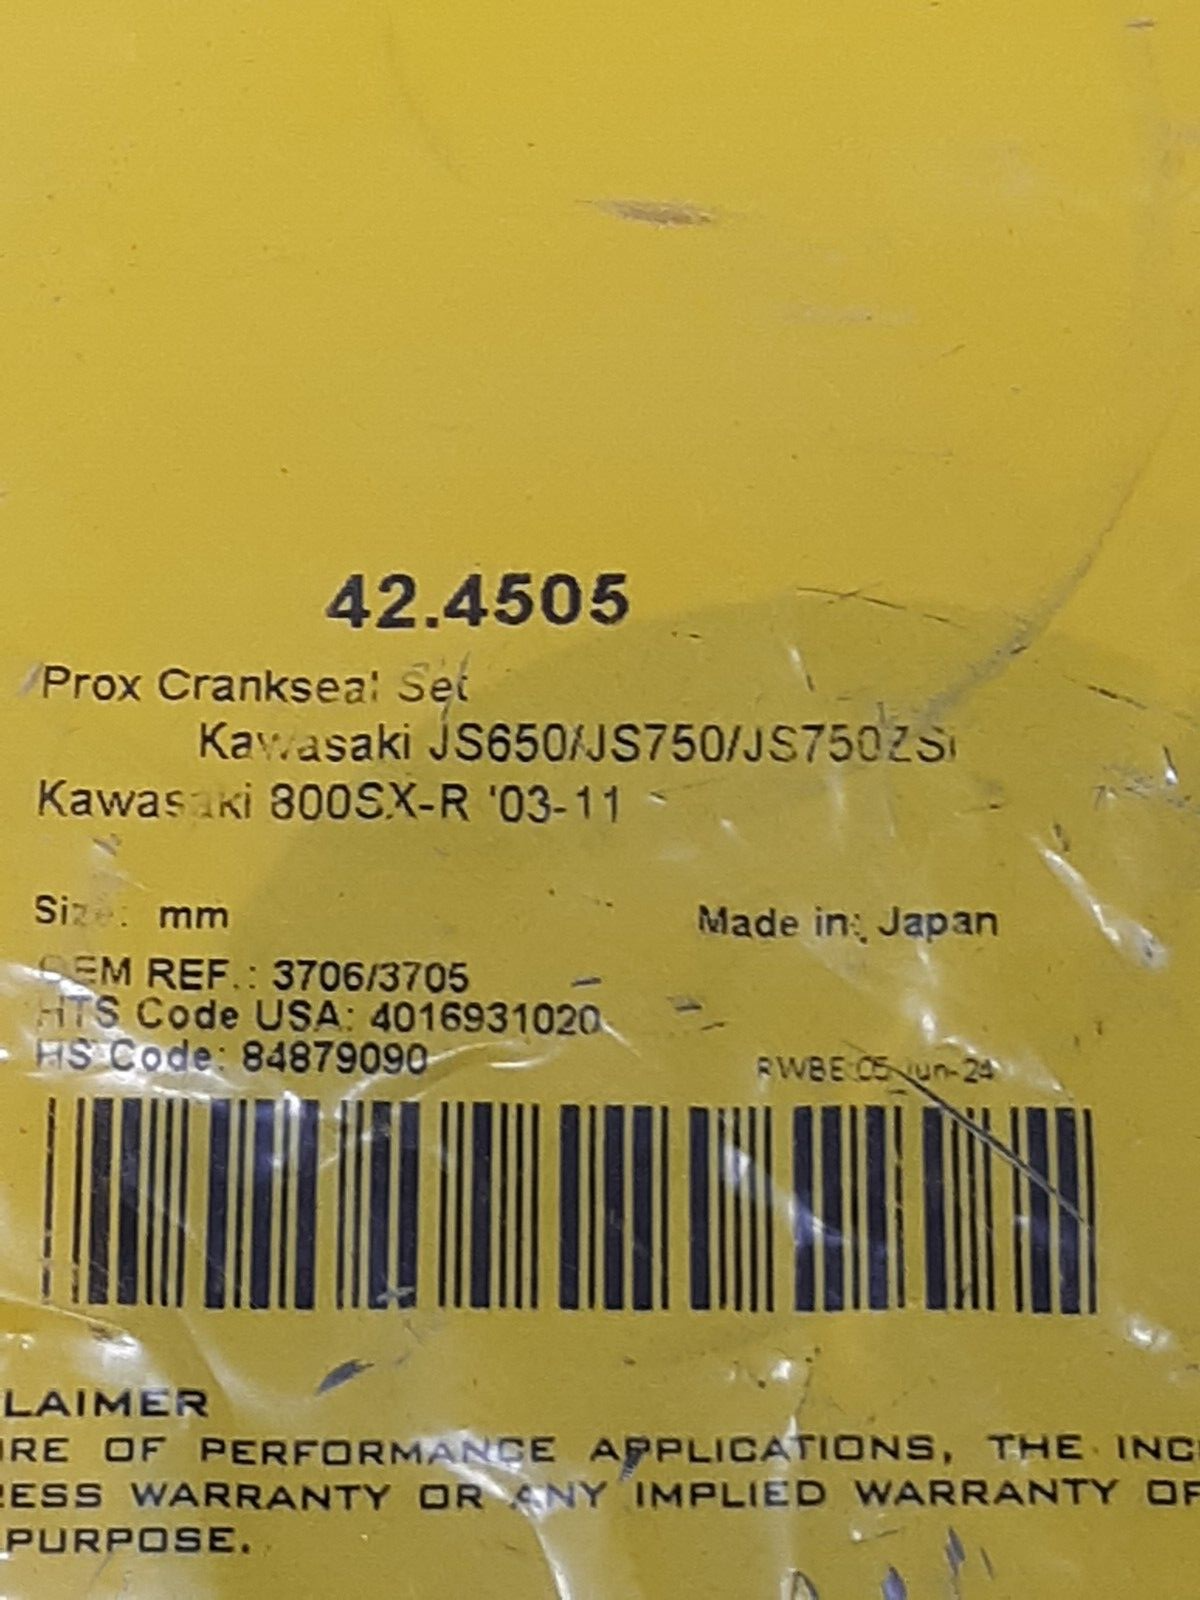 42.4505
Prox Crankseal Set
Kawasaki JS650/JS750/JS750ZSi
Kawasaki 800SX-R '03-11
Size: mm
Made in: Japan
OEM REF.: 3706/3705
HTS Code USA: 4016931020
HS Code: 84879090
RWBE 05-Jun-24
LAIMER
URE OF PERFORMANCE APPLICATIONS, THE INC
RESS WARRANTY OR ANY IMPLIED WARRANTY OF
PURPOSE.